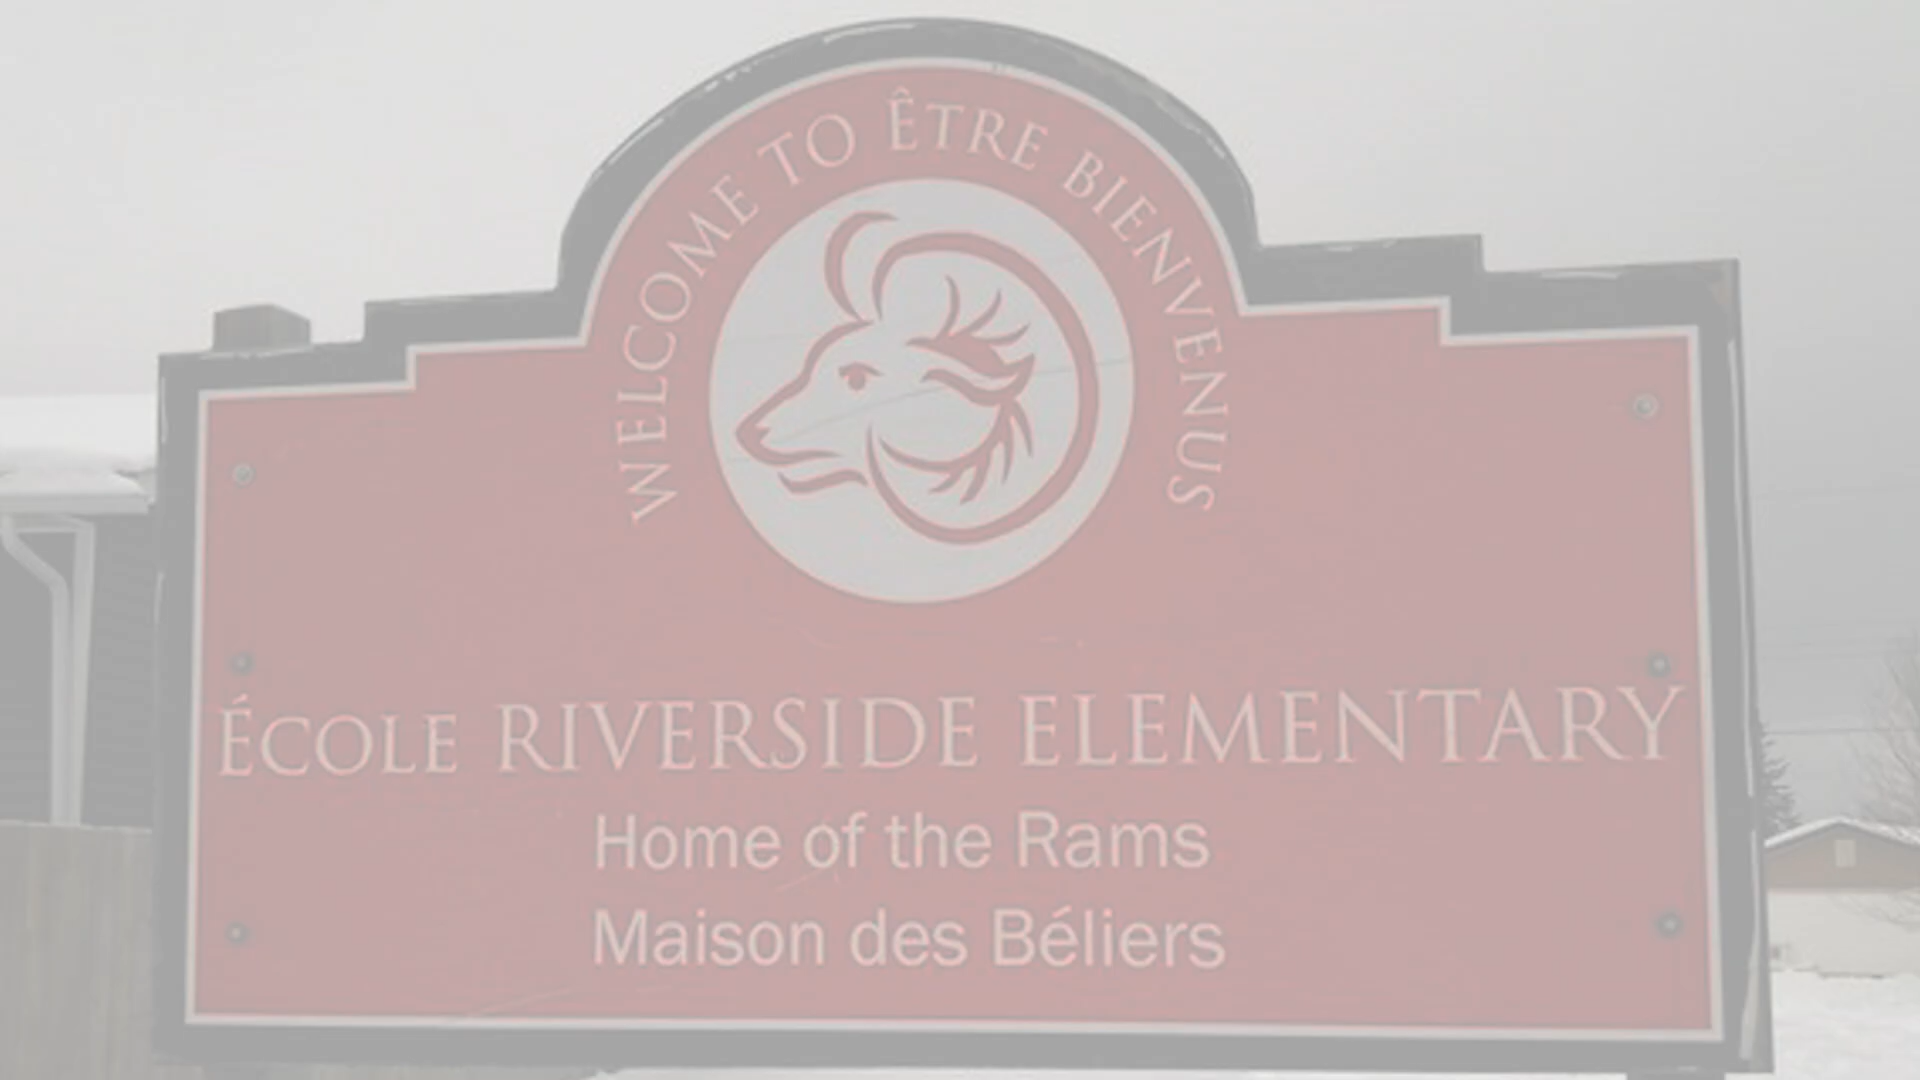 WELCOME TO ÊTRE BIENVENUS
ÉCOLE RIVERSIDE ELEMENTARY
Home of the Rams
Maison des Béliers